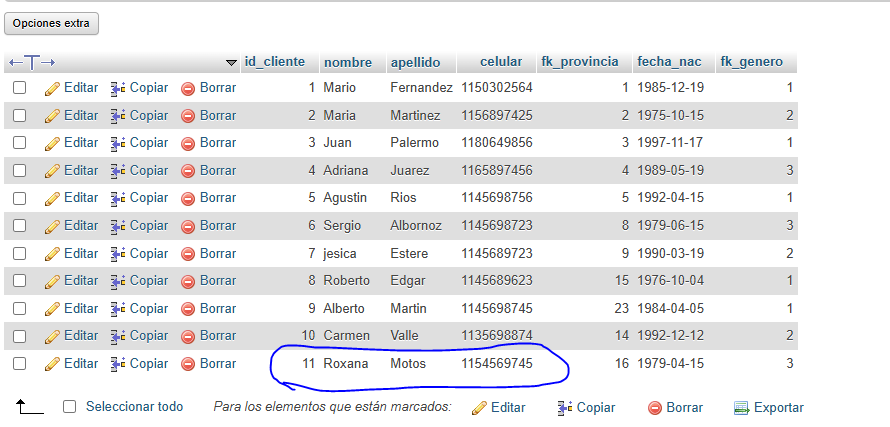 Opciones extra
id_cliente nombre apellido celular fk_provincia fecha_nac fk_genero
Editar Copiar Borrar 1 Mario Fernandez 1150302564 1 1985-12-19 1
Editar Copiar Borrar 2 Maria Martinez 1156897425 2 1975-10-15 2
Editar Copiar Borrar 3 Juan Palermo 1180649856 3 1997-11-17 1
Editar Copiar Borrar 4 Adriana Juarez 1165897456 4 1989-05-19 3
Editar Copiar Borrar 5 Agustin Rios 1145698756 5 1992-04-15 1
Editar Copiar Borrar 6 Sergio Albornoz 1145698723 8 1979-06-15 3
Editar Copiar Borrar 7 jesica Estere 1145689723 9 1990-03-19 2
Editar Copiar Borrar 8 Roberto Edgar 1145689623 15 1976-10-04 1
Editar Copiar Borrar 9 Alberto Martin 1145698745 23 1984-04-05 1
Editar Copiar Borrar 10 Carmen Valle 1135698874 14 1992-12-12 2
Editar Copiar Borrar 11 Roxana Motos 1154569745 16 1979-04-15 3
Seleccionar todo Para los elementos que están marcados: Editar Copiar Borrar Exportar